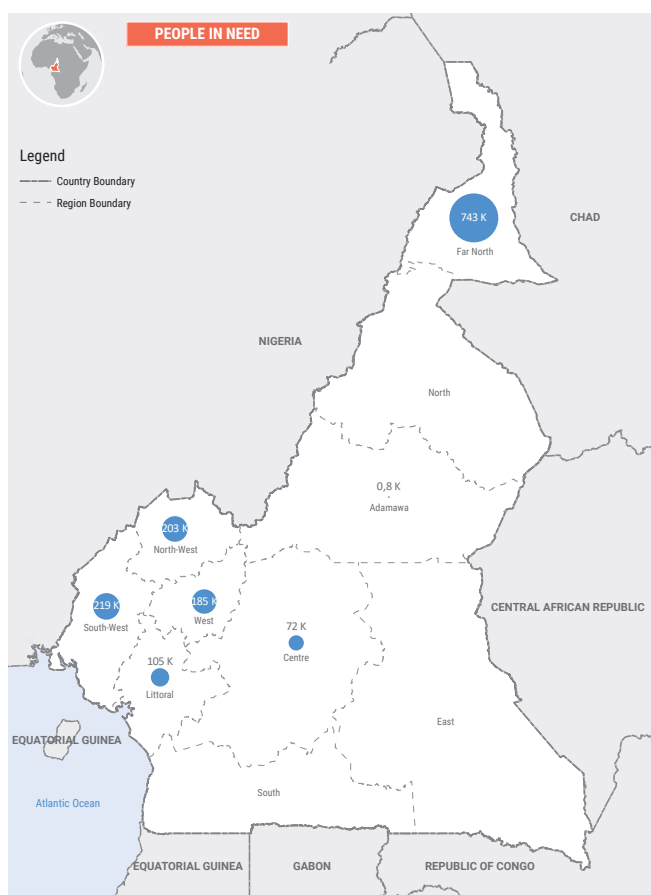 PEOPLE IN NEED
Legend
Country Boundary
Region Boundary
743 K
Far North
CHAD
NIGERIA
North
0,8 K
Adamawa
203 K
North-West
185 K
West
219 K
South-West
CENTRAL AFRICAN REPUBLIC
72 K
Centre
105 K
Littoral
East
EQUATORIAL GUINEA
South
Atlantic Ocean
EQUATORIAL GUINEA
GABON
REPUBLIC OF CONGO